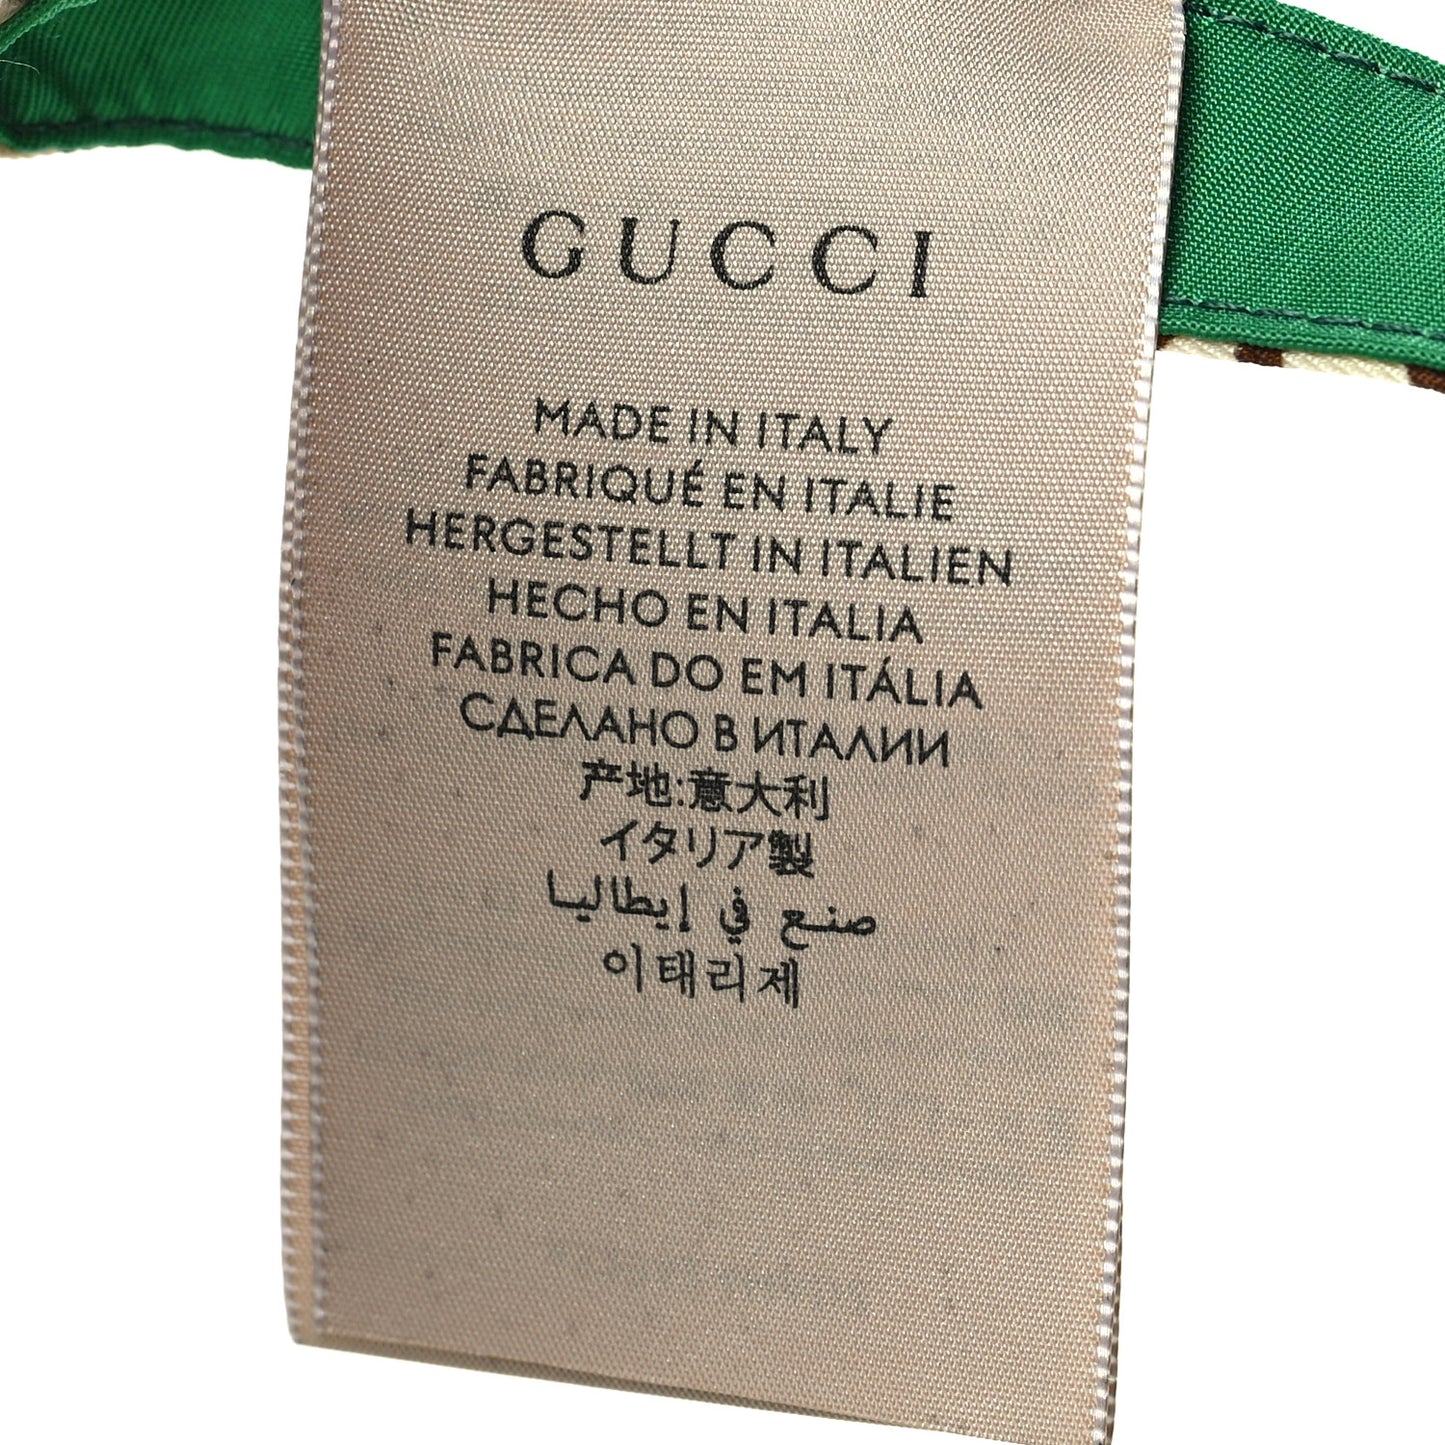 GUCCI
MADE IN ITALY
FABRIQUÉ EN ITALIE
HERGESTELLT IN ITALIEN
HECHO EN ITALIA
FABRICA DO EM ITÁLIA
СДЕЛАНО В ИТАЛИИ
产地:意大利
イタリア製
صنع في إيطاليا
이태리제